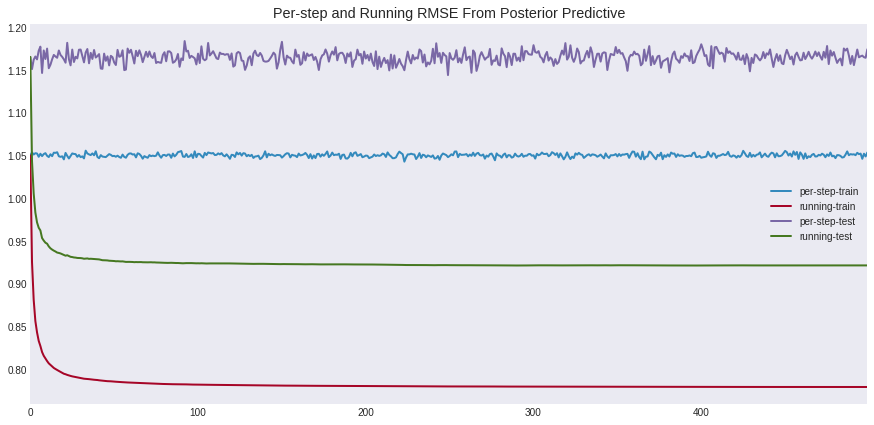 Per-step and Running RMSE From Posterior Predictive
1.20
1.15
1.10
1.05
1.00
0.95
0.90
0.85
0.80
per-step-train
running-train
per-step-test
running-test
0 100 200 300 400